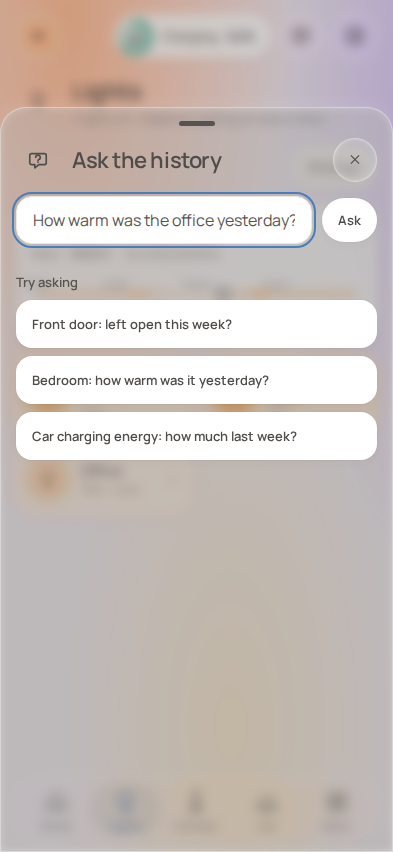 Lights
Ask the history
How warm was the office yesterday?
Ask
Try asking
Front door: left open this week?
Bedroom: how warm was it yesterday?
Car charging energy: how much last week?